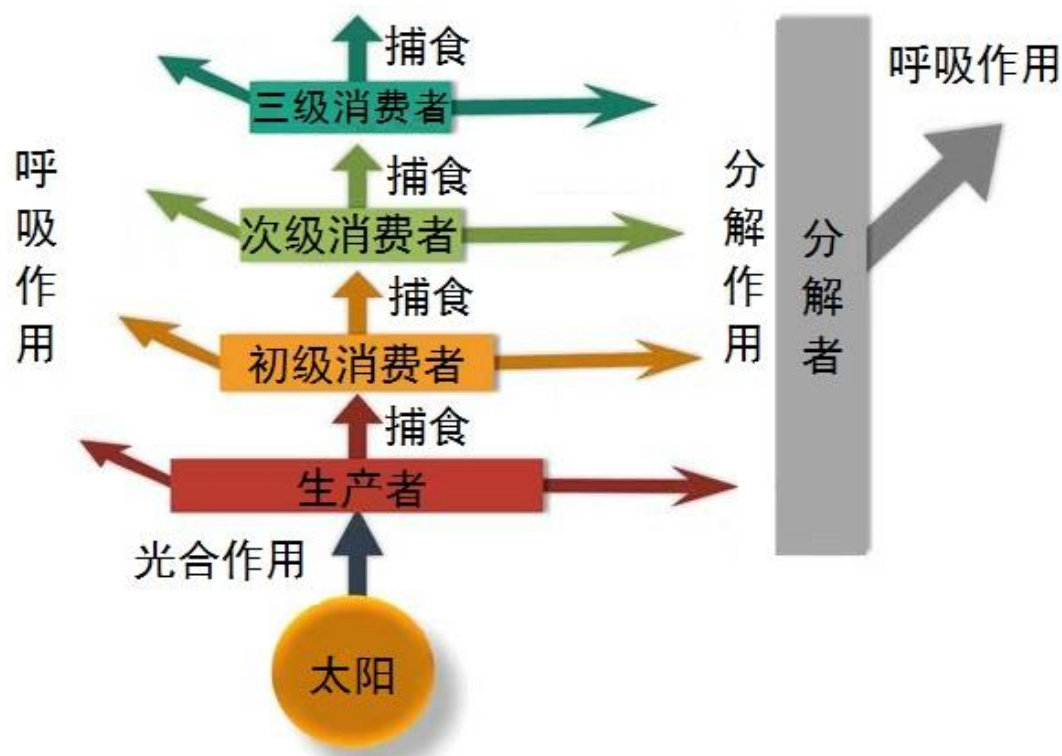 捕食
呼吸作用
三级消费者
呼吸作用
捕食
分解作用
分解者
次级消费者
捕食
初级消费者
捕食
生产者
光合作用
太阳